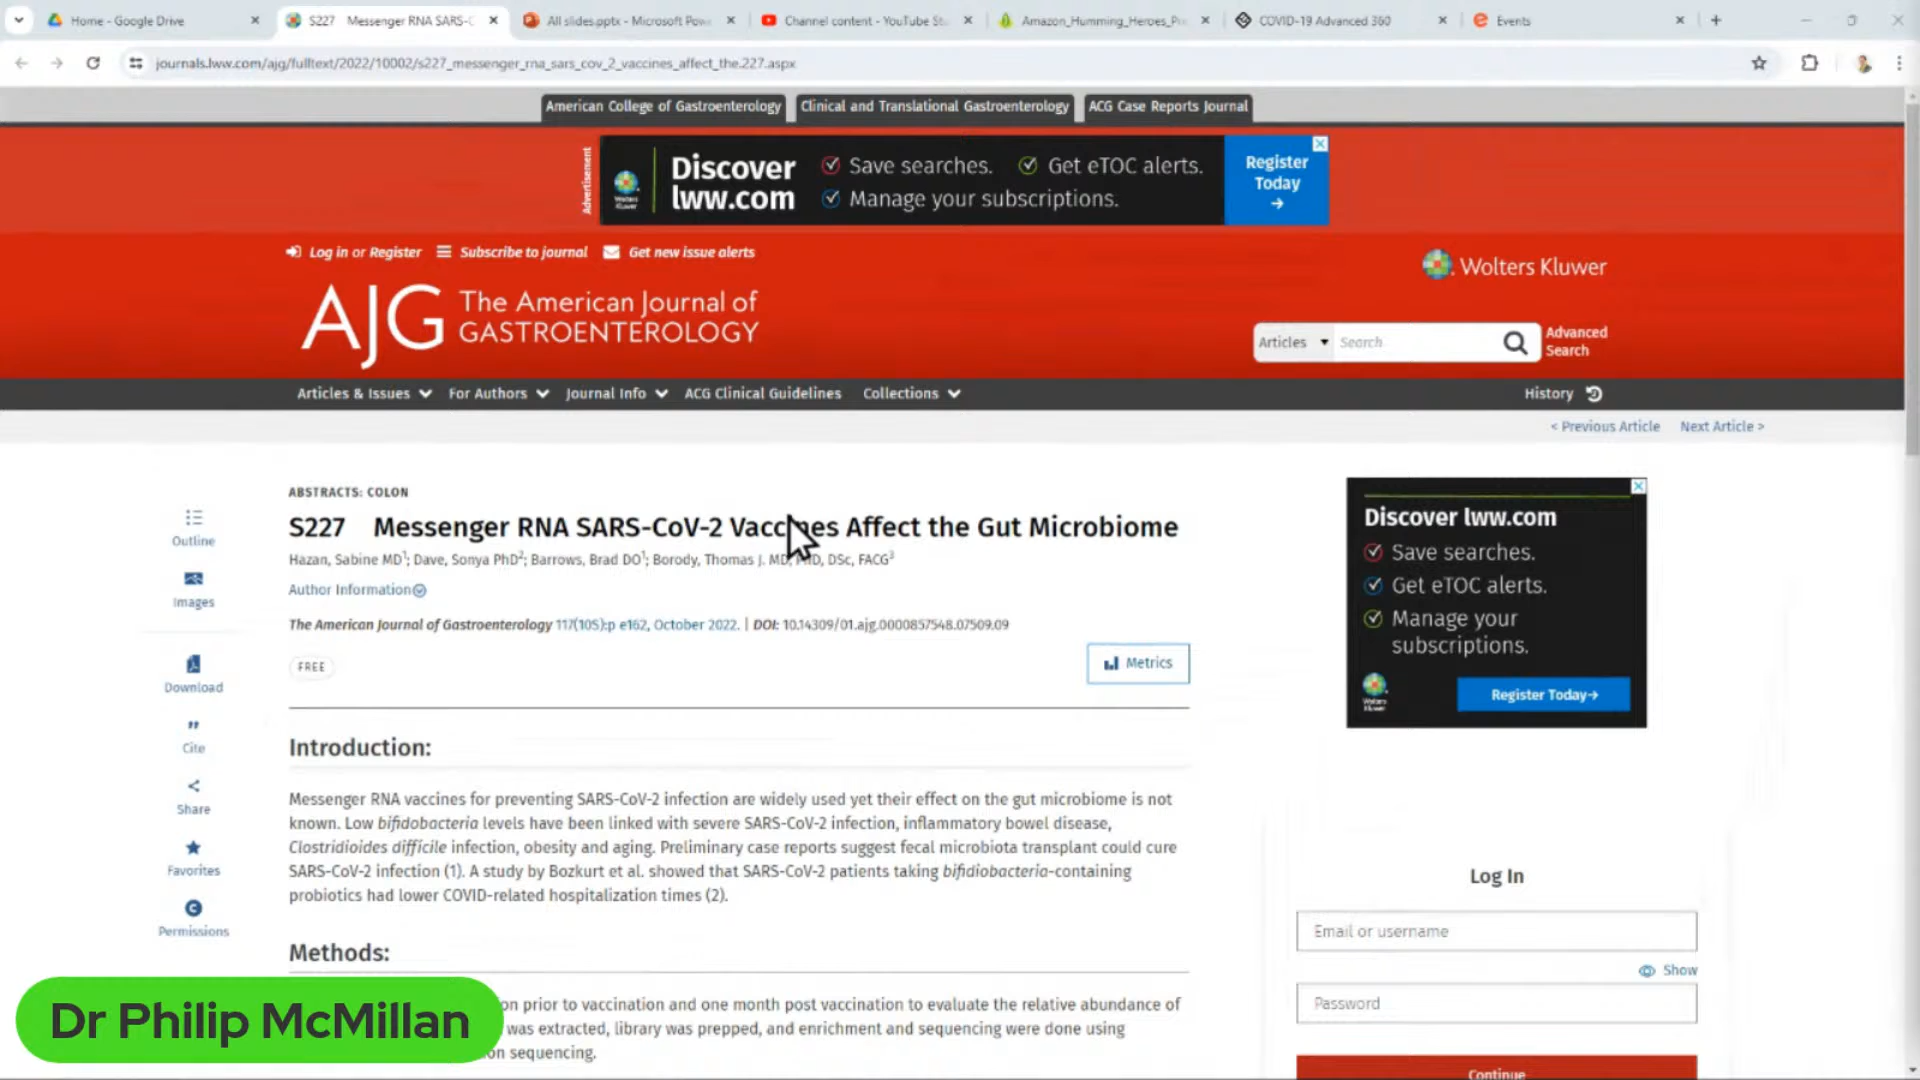 Home - Google Drive
S227 Messenger RNA SARS-C
All slides.pptx - Microsoft Pow
Channel content - YouTube St
Amazon_Humming_Heroes_Pr
COVID-19 Advanced 360
Events
journals.lww.com/ajg/fulltext/2022/10002/s227_messenger_rna_sars_cov_2_vaccines_affect_the.227.aspx
American College of Gastroenterology
Clinical and Translational Gastroenterology
ACG Case Reports Journal
Advertisement
Wolters Kluwer
Discover lww.com
Save searches. Get eTOC alerts.
Manage your subscriptions.
Register Today →
Log in or Register
Subscribe to journal
Get new issue alerts
Wolters Kluwer
AJG The American Journal of GASTROENTEROLOGY
Articles
Search
Advanced Search
Articles & Issues
For Authors
Journal Info
ACG Clinical Guidelines
Collections
History
< Previous Article
Next Article >
Outline
Images
Download
Cite
Share
Favorites
Permissions
ABSTRACTS: COLON
S227 Messenger RNA SARS-CoV-2 Vaccines Affect the Gut Microbiome
Hazan, Sabine MD1; Dave, Sonya PhD2; Barrows, Brad DO1; Borody, Thomas J. MD, PhD, DSc, FACG3
Author Information
The American Journal of Gastroenterology 117(10S):p e162, October 2022. | DOI: 10.14309/01.ajg.0000857548.07509.09
FREE
Metrics
Introduction:
Messenger RNA vaccines for preventing SARS-CoV-2 infection are widely used yet their effect on the gut microbiome is not
known. Low bifidobacteria levels have been linked with severe SARS-CoV-2 infection, inflammatory bowel disease,
Clostridioides difficile infection, obesity and aging. Preliminary case reports suggest fecal microbiota transplant could cure
SARS-CoV-2 infection (1). A study by Bozkurt et al. showed that SARS-CoV-2 patients taking bifidiobacteria-containing
probiotics had lower COVID-related hospitalization times (2).
Methods:
on prior to vaccination and one month post vaccination to evaluate the relative abundance of
was extracted, library was prepped, and enrichment and sequencing were done using
on sequencing.
Discover lww.com
Save searches.
Get eTOC alerts.
Manage your
subscriptions.
Wolters Kluwer
Register Today→
Log In
Email or username
Show
Password
Continue
Dr Philip McMillan